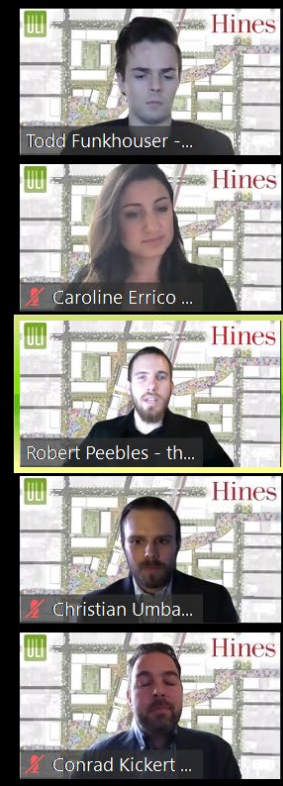 ULI Hines
Todd Funkhouser -...
ULI Hines
Caroline Errico ...
ULI Hines
Robert Peebles - th...
ULI Hines
Christian Umba...
ULI Hines
Conrad Kickert ...